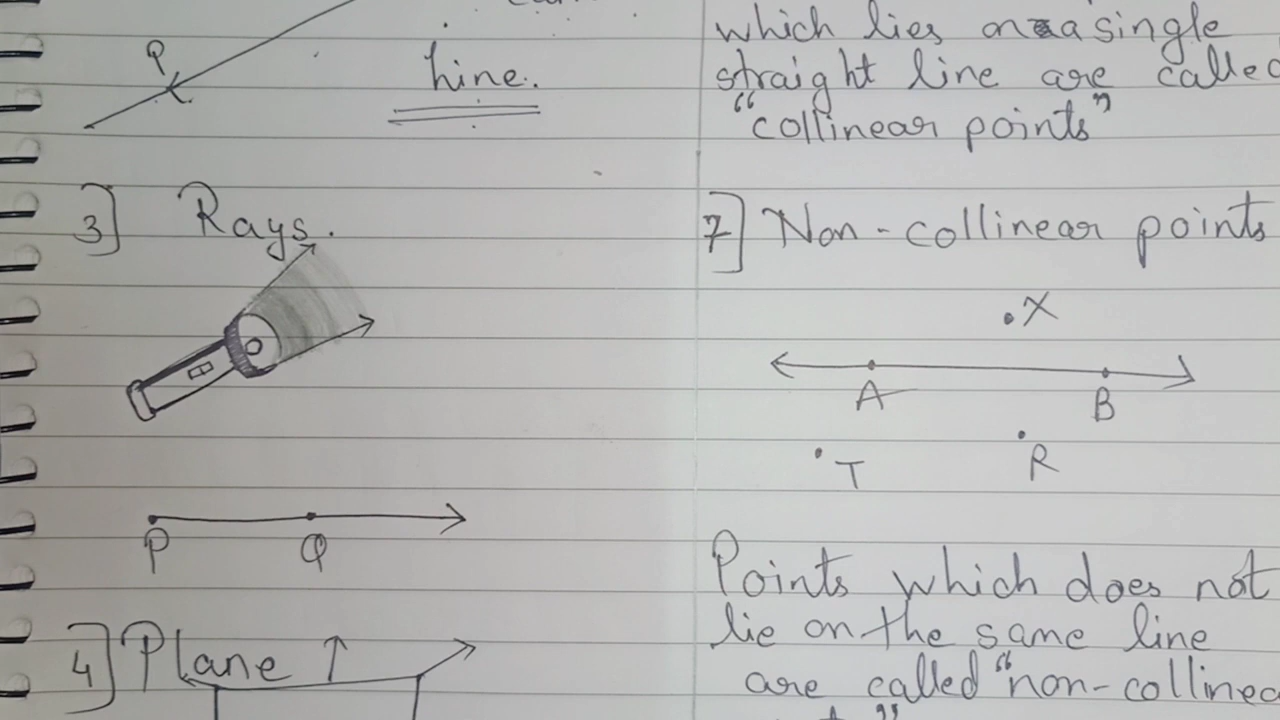 P
Line.
3] Rays.
P Q
4] Plane
which lies on a single
straight line are called
"collinear points"
7] Non-collinear points
X
A B
T R
Points which does not
lie on the same line
are called "non-collinea